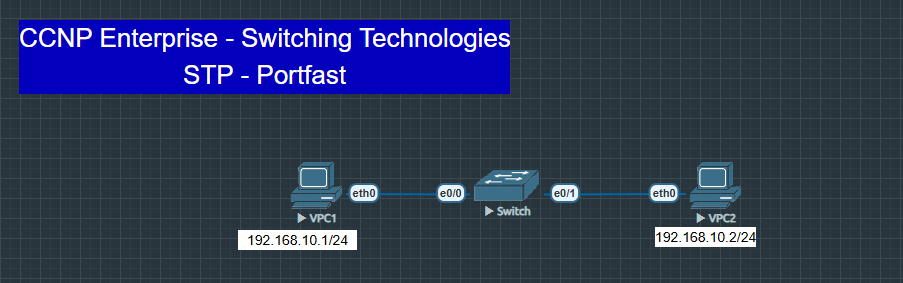 CCNP Enterprise - Switching Technologies
STP - Portfast
eth0 e0/0 e0/1 eth0
VPC1 Switch VPC2
192.168.10.1/24 192.168.10.2/24